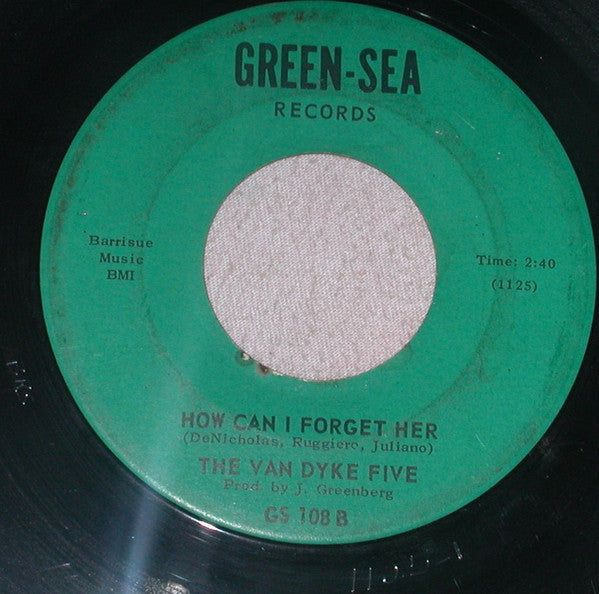 GREEN-SEA
RECORDS
Barrisue
Music
BMI
Time: 2:40
(1125)
HOW CAN I FORGET HER
(DeNicholas, Ruggiero, Juliano)
THE VAN DYKE FIVE
Prod. by J. Greenberg
GS 108 B